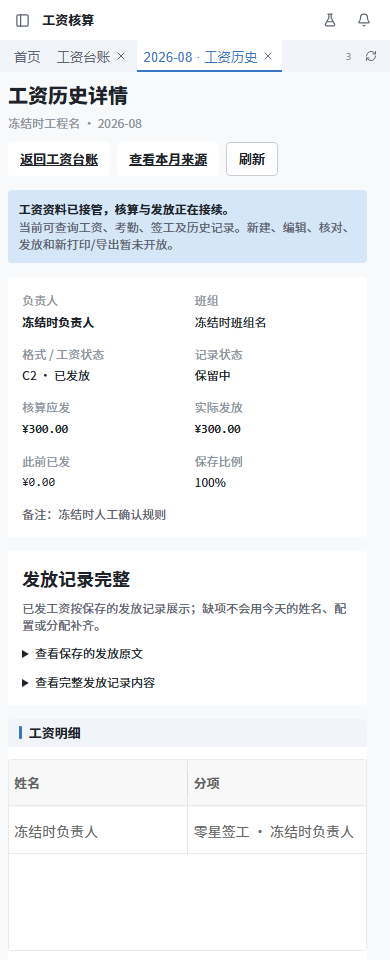 工资核算
首页 工资台账 × 2026-08 · 工资历史 × 3
工资历史详情
冻结时工程名 · 2026-08
返回工资台账 查看本月来源 刷新
工资资料已接管，核算与发放正在接续。
当前可查询工资、考勤、签工及历史记录。新建、编辑、核对、
发放和新打印/导出暂未开放。
负责人 班组
冻结时负责人 冻结时班组名
格式 / 工资状态 记录状态
C2 · 已发放 保留中
核算应发 实际发放
¥300.00 ¥300.00
此前已发 保存比例
¥0.00 100%
备注：冻结时人工确认规则
发放记录完整
已发工资按保存的发放记录展示；缺项不会用今天的姓名、配
置或分配补齐。
▶ 查看保存的发放原文
▶ 查看完整发放记录内容
工资明细
姓名 分项
冻结时负责人 零星签工 · 冻结时负责人